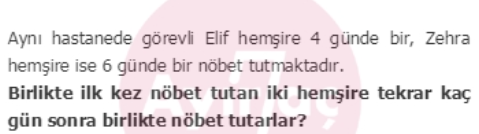 Aynı hastanede görevli Elif hemşire 4 günde bir, Zehra
hemşire ise 6 günde bir nöbet tutmaktadır.
Birlikte ilk kez nöbet tutan iki hemşire tekrar kaç
gün sonra birlikte nöbet tutarlar?